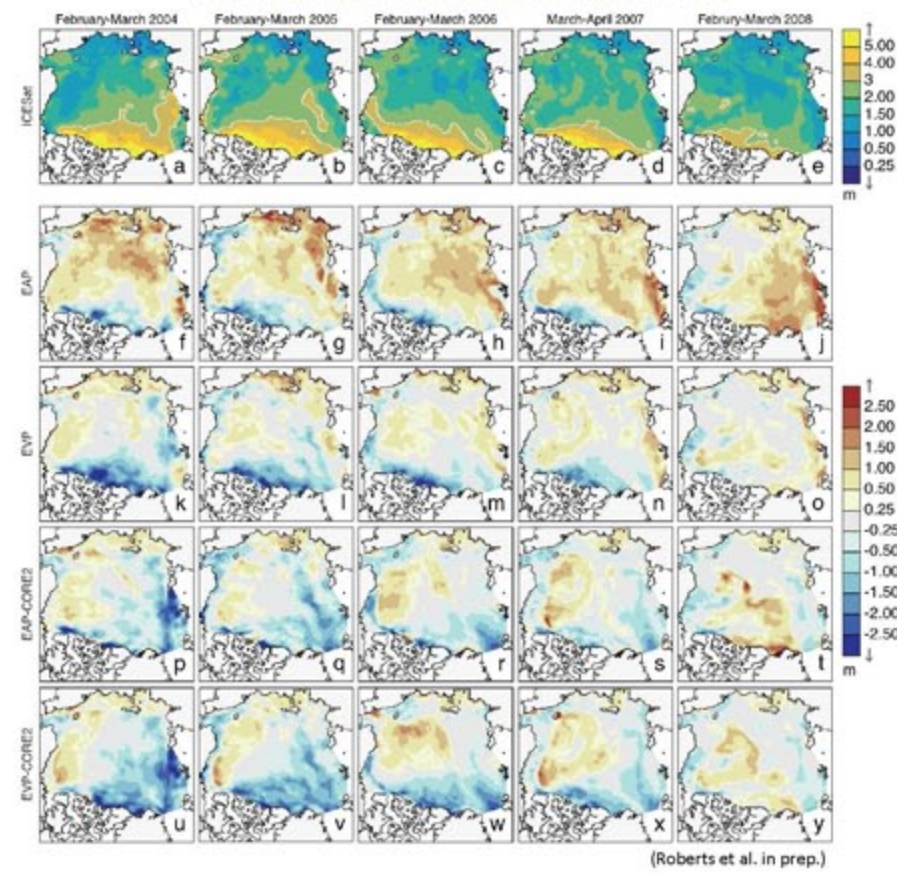 February-March 2004 February-March 2005 February-March 2006 March-April 2007 Februry-March 2008
ICESat
a b c d e
5.00
4.00
3
2.00
1.50
1.00
0.50
0.25
m
EAP
f g h i j
EVP
k l m n o
2.50
2.00
1.50
1.00
0.50
0.25
-0.25
-0.50
-1.00
-1.50
-2.00
-2.50
m
EAP-CORE2
p q r s t
EVP-CORE2
u v w x y
(Roberts et al. in prep.)